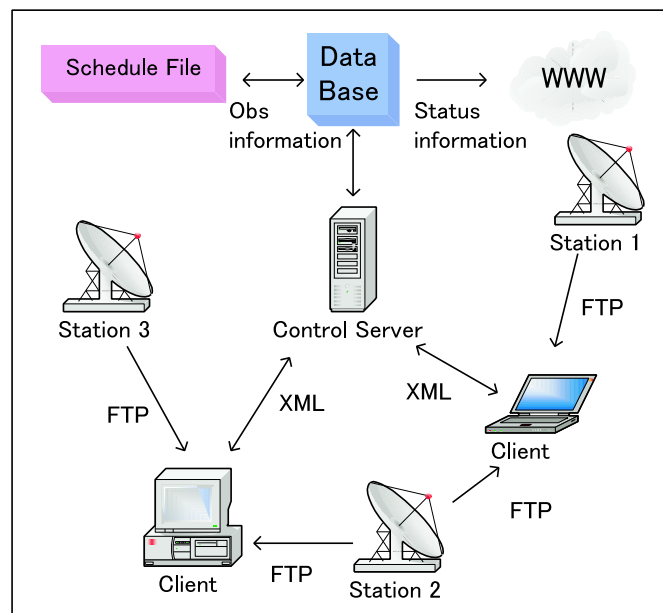 Schedule File
Data
Base
WWW
Obs
information
Status
information
Station 1
Station 3
Control Server
FTP
FTP
XML
XML
Client
FTP
Client
FTP
Station 2